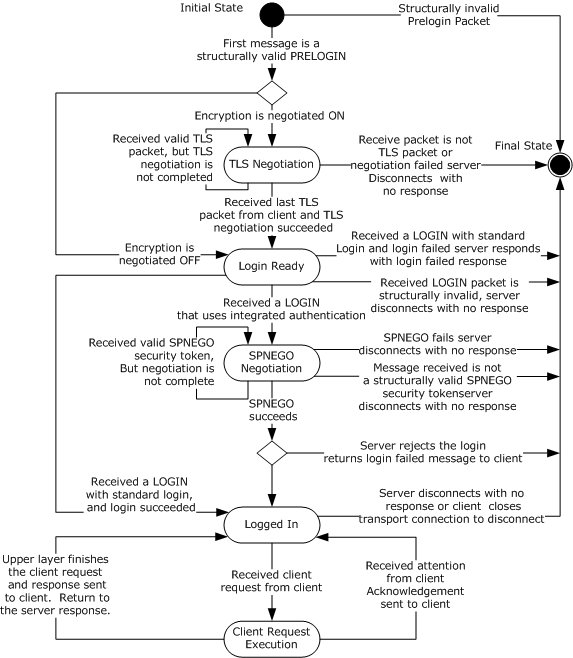 Initial State
Structurally invalid
Prelogin Packet
First message is a
structurally valid PRELOGIN
Encryption is negotiated ON
Received valid TLS
packet, but TLS
negotiation is
not completed
TLS Negotiation
Receive packet is not
TLS packet or
negotiation failed server
Disconnects with
no response
Final State
Received last TLS
packet from client and TLS
negotiation succeeded
Encryption is
negotiated OFF
Login Ready
Received a LOGIN with standard
Login and login failed server responds
with login failed response
Received LOGIN packet is
structurally invalid, server
disconnects with no response
Received a LOGIN
that uses integrated authentication
Received valid SPNEGO
security token,
But negotiation is
not complete
SPNEGO
Negotiation
SPNEGO fails server
disconnects with no response
Message received is not
a structurally valid SPNEGO
security tokenserver
disconnects with no response
SPNEGO
succeeds
Server rejects the login
returns login failed message to client
Received a LOGIN
with standard login,
and login succeeded
Logged In
Server disconnects with no
response or client closes
transport connection to disconnect
Upper layer finishes
the client request
and response sent
to client. Return to
the server response.
Received client
request from client
Received attention
from client
Acknowledgement
sent to client
Client Request
Execution